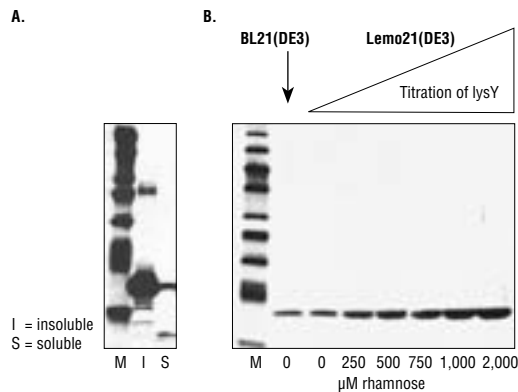 A.
B.
BL21(DE3)
Lemo21(DE3)
Titration of lysY
I = insoluble
S = soluble
M I S
M 0 0 250 500 750 1,000 2,000
µM rhamnose